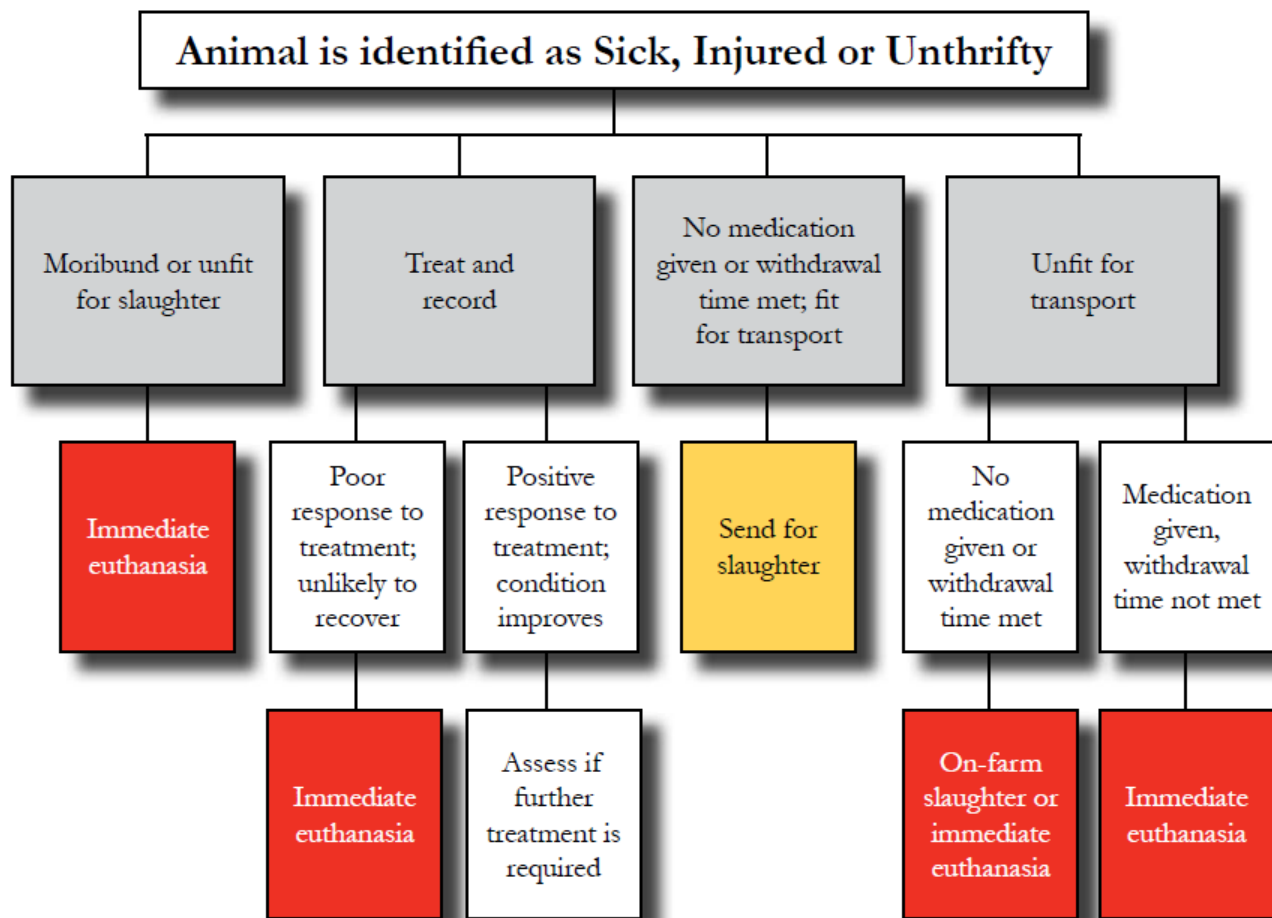 Animal is identified as Sick, Injured or Unthrifty
Moribund or unfit
for slaughter
Treat and
record
No medication
given or withdrawal
time met; fit
for transport
Unfit for
transport
Immediate
euthanasia
Poor
response to
treatment;
unlikely to
recover
Positive
response to
treatment;
condition
improves
Send for
slaughter
No
medication
given or
withdrawal
time met
Medication
given,
withdrawal
time not met
Immediate
euthanasia
Assess if
further
treatment is
required
On-farm
slaughter or
immediate
euthanasia
Immediate
euthanasia